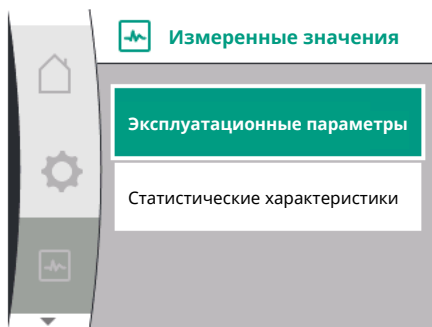 Измеренные значения
Эксплуатационные параметры
Статистические характеристики